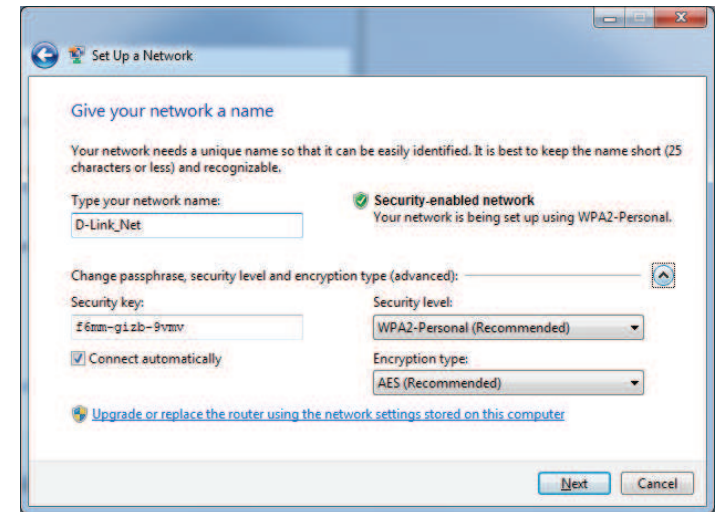 Set Up a Network
Give your network a name
Your network needs a unique name so that it can be easily identified. It is best to keep the name short (25
characters or less) and recognizable.
Type your network name:
D-Link_Net
Security-enabled network
Your network is being set up using WPA2-Personal.
Change passphrase, security level and encryption type (advanced):
Security key:
f6mm-gizb-9vmv
Security level:
WPA2-Personal (Recommended)
Connect automatically
Encryption type:
AES (Recommended)
Upgrade or replace the router using the network settings stored on this computer
Next
Cancel